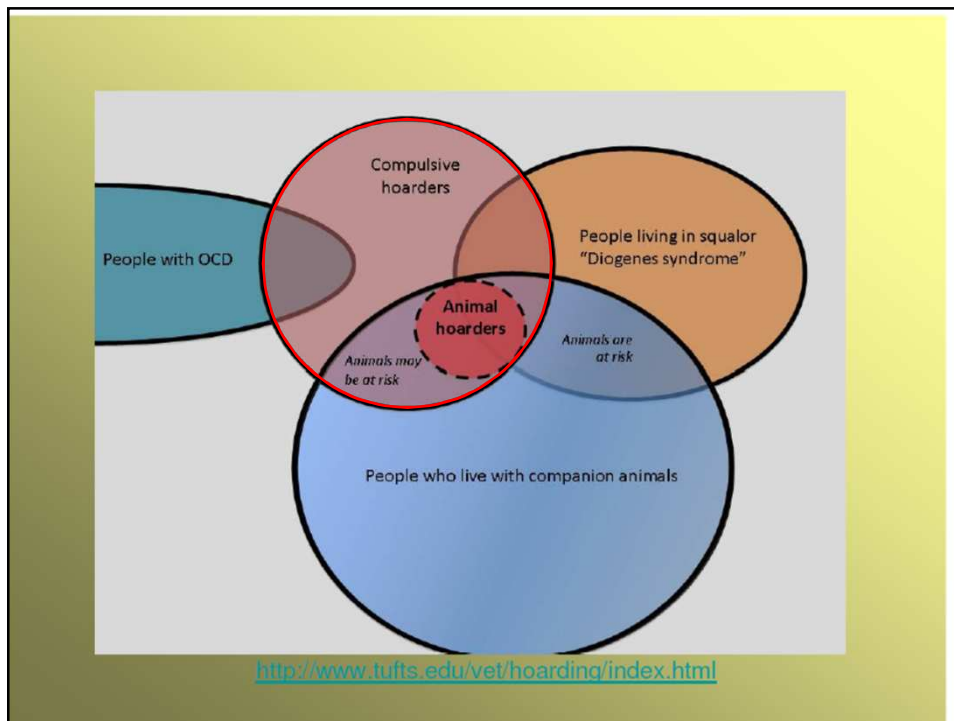 Compulsive
hoarders
People with OCD
People living in squalor
“Diogenes syndrome”
Animal
hoarders
Animals may
be at risk
Animals are
at risk
People who live with companion animals
http://www.tufts.edu/vet/hoarding/index.html